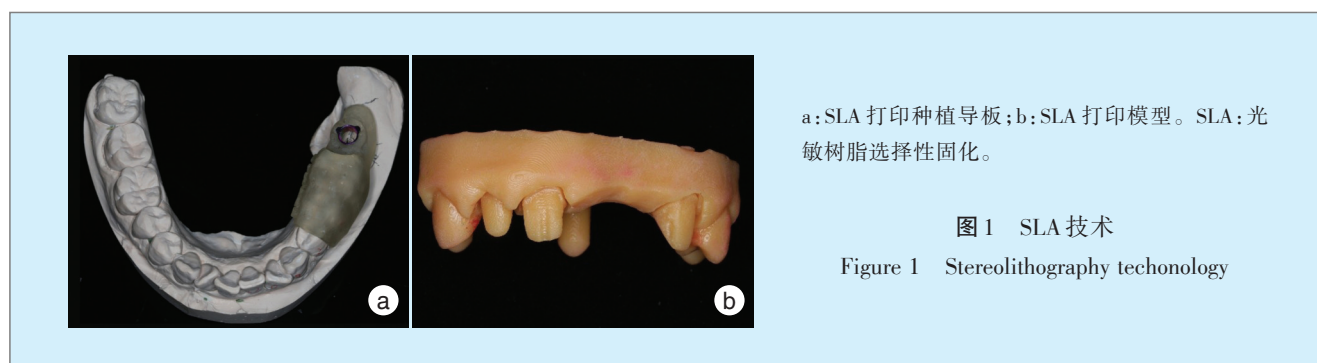 a
b
a:SLA 打印种植导板;b:SLA 打印模型。SLA:光
敏树脂选择性固化。
图 1 SLA 技术
Figure 1 Stereolithography techonology